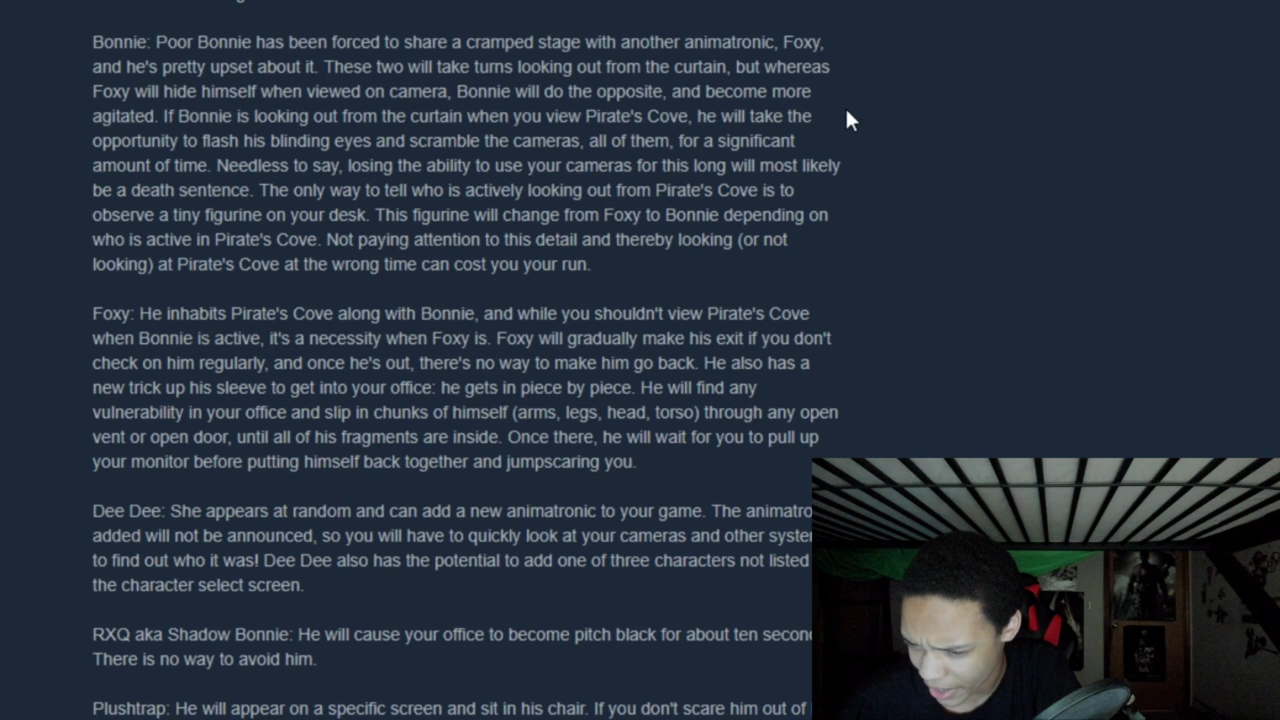 Bonnie: Poor Bonnie has been forced to share a cramped stage with another animatronic, Foxy,
and he's pretty upset about it. These two will take turns looking out from the curtain, but whereas
Foxy will hide himself when viewed on camera, Bonnie will do the opposite, and become more
agitated. If Bonnie is looking out from the curtain when you view Pirate's Cove, he will take the
opportunity to flash his blinding eyes and scramble the cameras, all of them, for a significant
amount of time. Needless to say, losing the ability to use your cameras for this long will most likely
be a death sentence. The only way to tell who is actively looking out from Pirate's Cove is to
observe a tiny figurine on your desk. This figurine will change from Foxy to Bonnie depending on
who is active in Pirate's Cove. Not paying attention to this detail and thereby looking (or not
looking) at Pirate's Cove at the wrong time can cost you your run.
Foxy: He inhabits Pirate's Cove along with Bonnie, and while you shouldn't view Pirate's Cove
when Bonnie is active, it's a necessity when Foxy is. Foxy will gradually make his exit if you don't
check on him regularly, and once he's out, there's no way to make him go back. He also has a
new trick up his sleeve to get into your office: he gets in piece by piece. He will find any
vulnerability in your office and slip in chunks of himself (arms, legs, head, torso) through any open
vent or open door, until all of his fragments are inside. Once there, he will wait for you to pull up
your monitor before putting himself back together and jumpscaring you.
Dee Dee: She appears at random and can add a new animatronic to your game. The animatro
added will not be announced, so you will have to quickly look at your cameras and other syste
to find out who it was! Dee Dee also has the potential to add one of three characters not listed
the character select screen.
RXQ aka Shadow Bonnie: He will cause your office to become pitch black for about ten secon
There is no way to avoid him.
Plushtrap: He will appear on a specific screen and sit in his chair. If you don't scare him out of